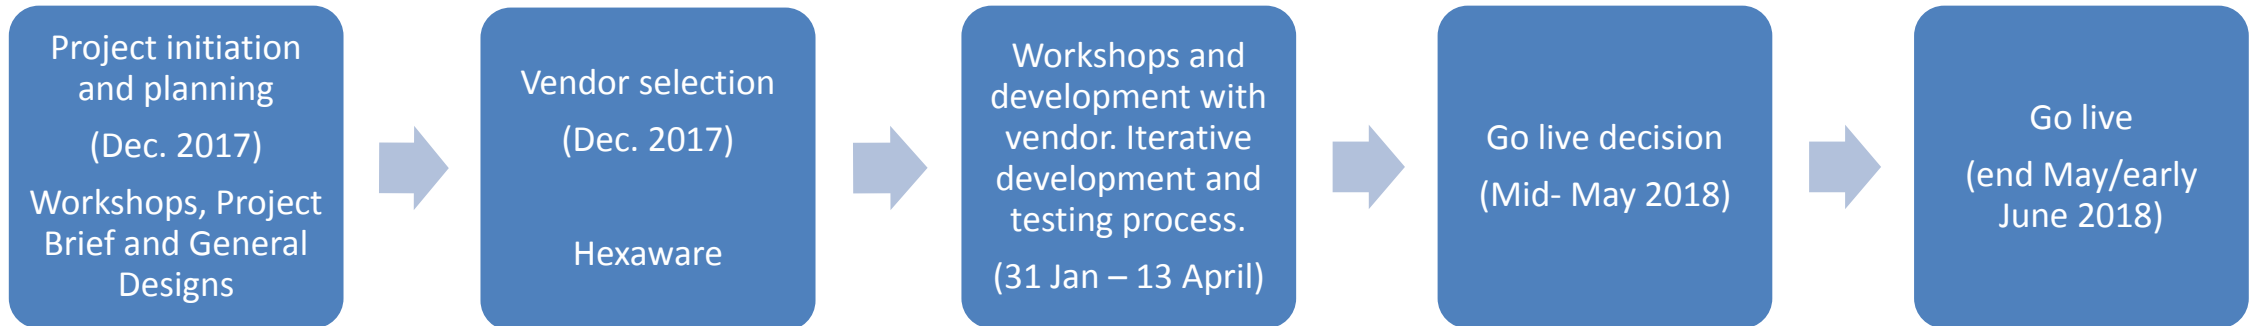 Project initiation
and planning
(Dec. 2017)
Workshops, Project
Brief and General
Designs
Vendor selection
(Dec. 2017)
Hexaware
Workshops and
development with
vendor. Iterative
development and
testing process.
(31 Jan – 13 April)
Go live decision
(Mid- May 2018)
Go live
(end May/early
June 2018)